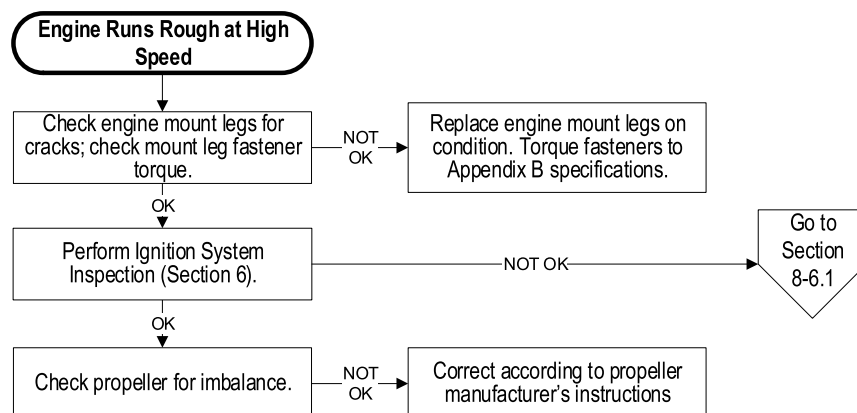 Engine Runs Rough at High
Speed
Check engine mount legs for
cracks; check mount leg fastener
torque.
NOT
OK
Replace engine mount legs on
condition. Torque fasteners to
Appendix B specifications.
OK
Perform Ignition System
Inspection (Section 6).
NOT OK
Go to
Section
8-6.1
OK
Check propeller for imbalance.
NOT
OK
Correct according to propeller
manufacturer's instructions